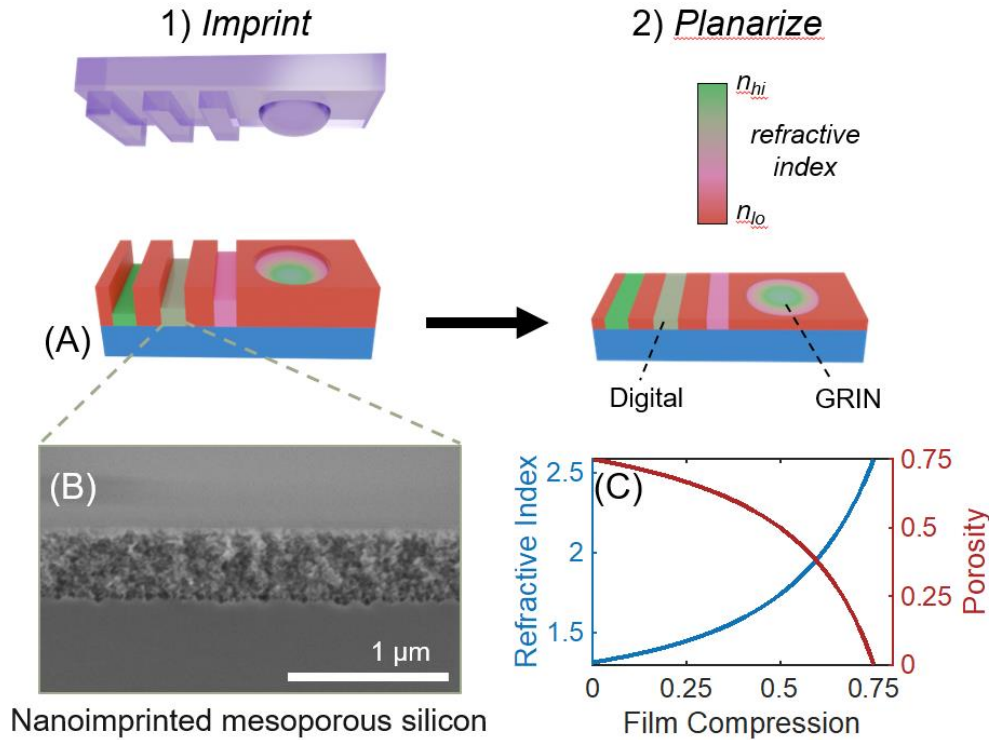 1) Imprint
2) Planarize
n_hi
refractive
index
n_lo
(A)
Digital
GRIN
(B)
1 μm
Nanoimprinted mesoporous silicon
(C)
Refractive Index
2.5
2
1.5
0.75
0.5
0.25
0
Porosity
0
0.25
0.5
0.75
Film Compression